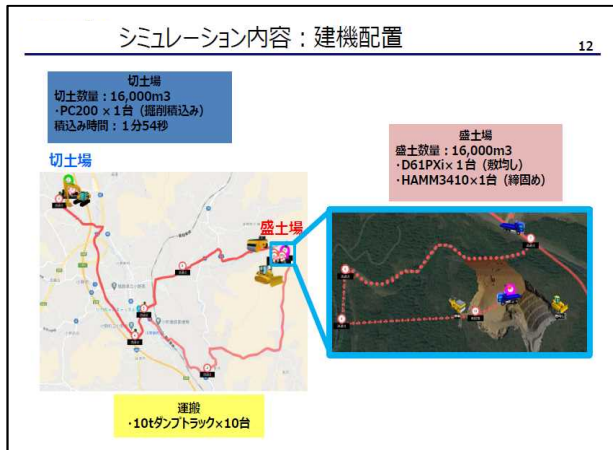 シミュレーション内容：建機配置
12
切土場
切土数量：16,000m3
・PC200 × 1台（掘削積込み）
積込み時間：1分54秒
盛土場
盛土数量：16,000m3
・D61PXi× 1台（敷均し）
・HAMM3410×1台（締固め）
切土場
盛土場
運搬
・10tダンプトラック×10台